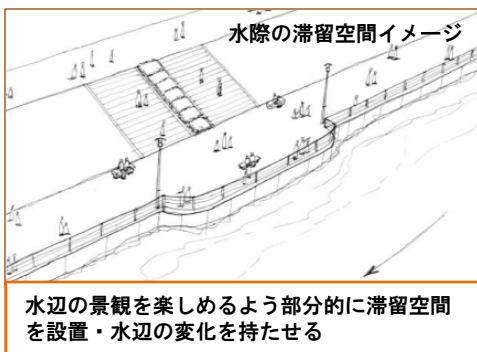 水際の滞留空間イメージ
水辺の景観を楽しめるよう部分的に滞留空間
を設置・水辺の変化を持たせる